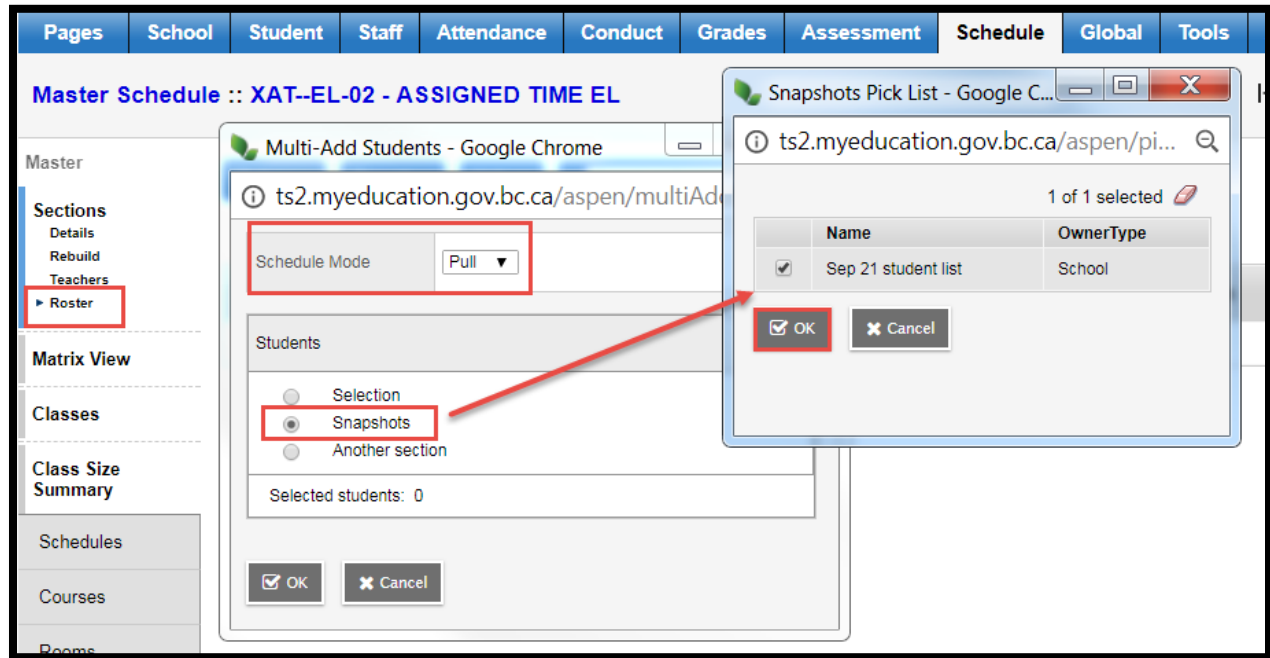 Pages School Student Staff Attendance Conduct Grades Assessment Schedule Global Tools
Master Schedule :: XAT--EL-02 - ASSIGNED TIME EL
Master
Sections
Details
Rebuild
Teachers
Roster
Matrix View
Classes
Class Size
Summary
Schedules
Courses
Rooms
Multi-Add Students - Google Chrome
ts2.myeducation.gov.bc.ca/aspen/multiAdd
Schedule Mode Pull
Students
Selection
Snapshots
Another section
Selected students: 0
OK Cancel
Snapshots Pick List - Google C...
X
ts2.myeducation.gov.bc.ca/aspen/pi...
1 of 1 selected
Name OwnerType
Sep 21 student list School
OK Cancel